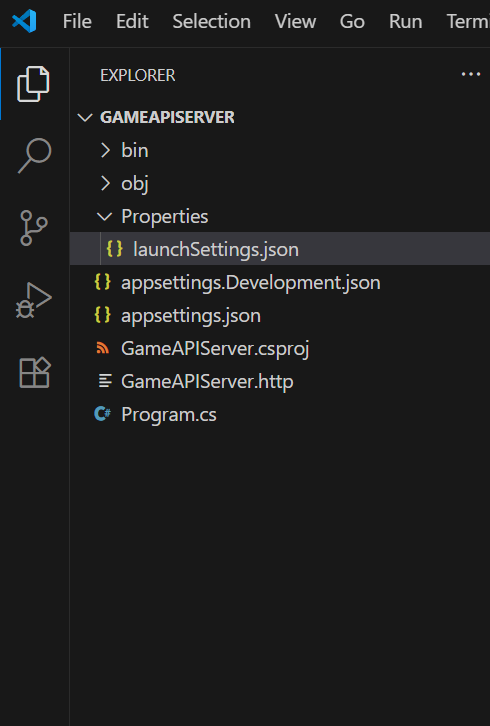 File Edit Selection View Go Run
EXPLORER
GAMEAPISERVER
bin
obj
Properties
{} launchSettings.json
{} appsettings.Development.json
{} appsettings.json
GameAPIServer.csproj
GameAPIServer.http
C# Program.cs